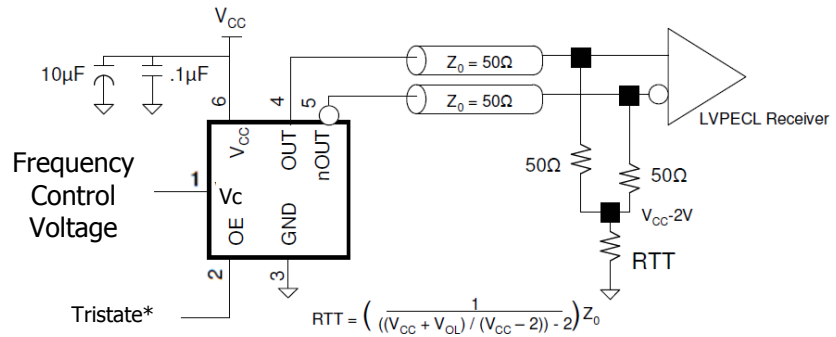 VCC
10µF
.1µF
6
4
5
Z0 = 50Ω
Z0 = 50Ω
LVPECL Receiver
VCC
OUT
nOUT
50Ω
50Ω
Frequency
Control
Voltage
1
Vc
OE
GND
VCC-2V
RTT
2
3
Tristate*
RTT = ( 1 / ((VCC + VOL) / (VCC – 2)) - 2 ) Z0